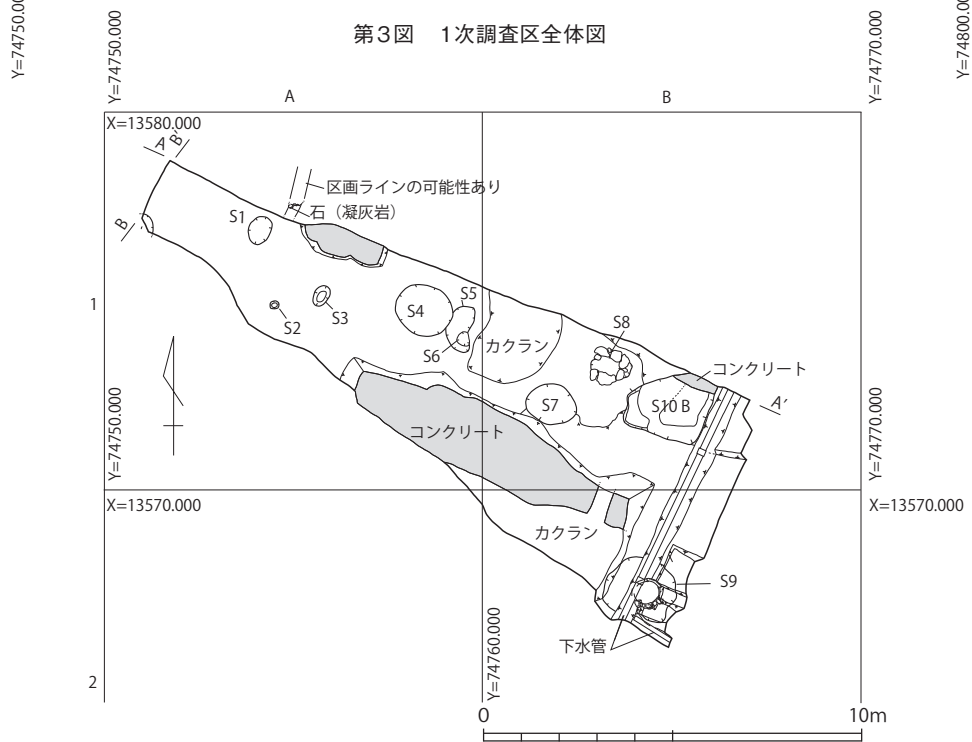 Y=74750.000
Y=74750.000
第3図　1次調査区全体図
Y=74770.000
Y=74800.00
A
B
X=13580.000
A
B'
区画ラインの可能性あり
石（凝灰岩）
B
S1
1
S2
S3
S4
S5
S6
カクラン
S8
コンクリート
S7
S10 B
A'
コンクリート
Y=74750.000
Y=74770.000
X=13570.000
X=13570.000
カクラン
S9
下水管
Y=74760.000
2
0
10m